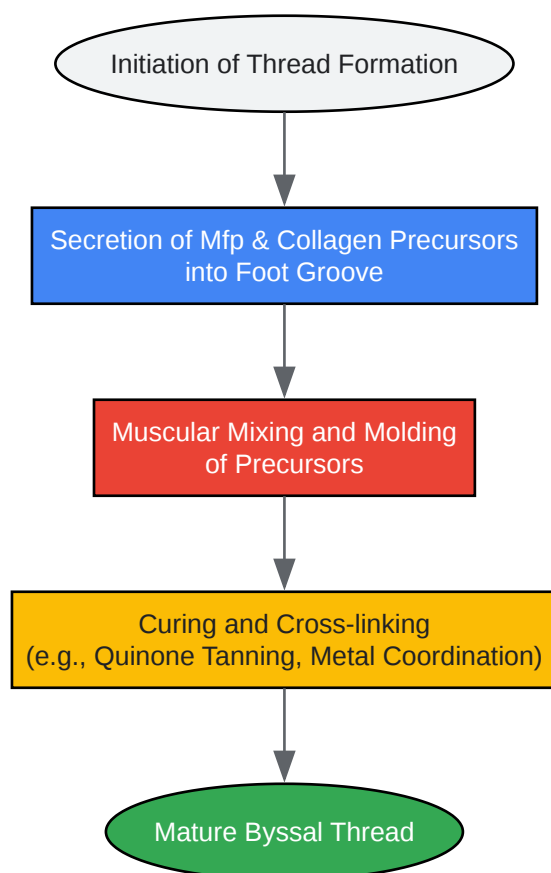 Initiation of Thread Formation
Secretion of Mfp & Collagen Precursors
into Foot Groove
Muscular Mixing and Molding
of Precursors
Curing and Cross-linking
(e.g., Quinone Tanning, Metal Coordination)
Mature Byssal Thread